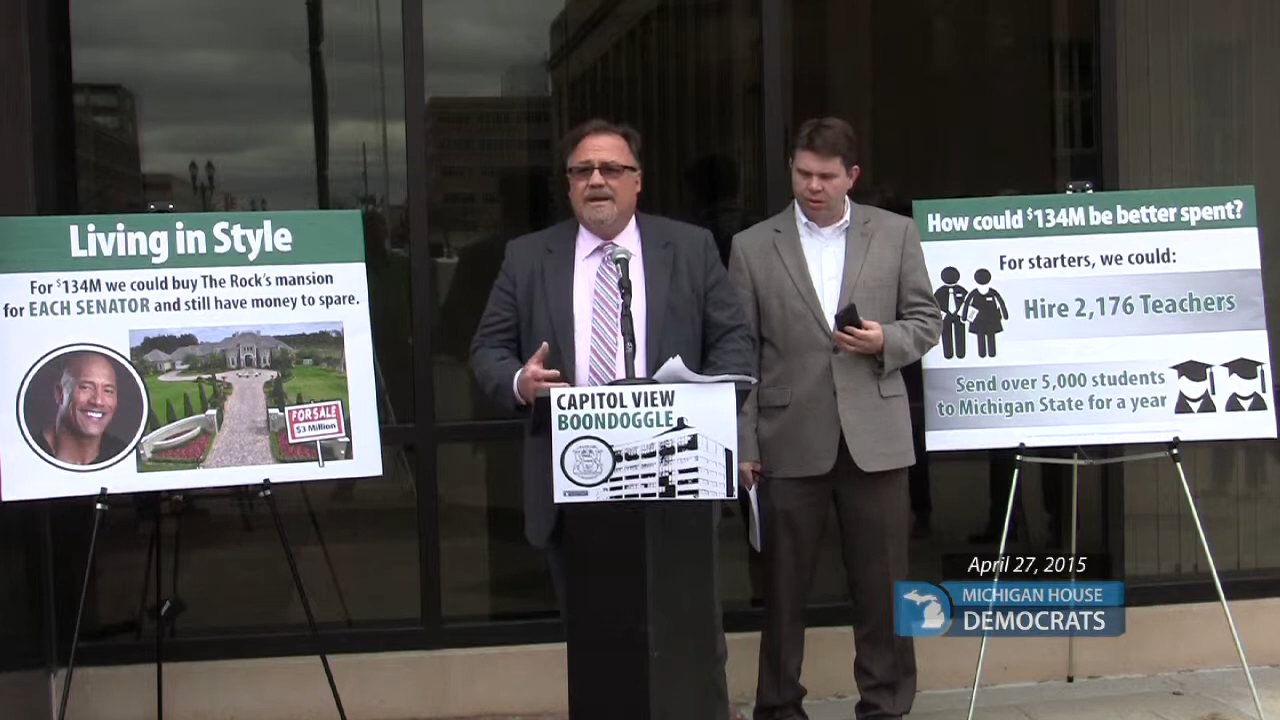 Living in Style
For $134M we could buy The Rock's mansion
for EACH SENATOR and still have money to spare.
FOR SALE
$3 Million
CAPITOL VIEW
BOONDOGGLE
How could $134M be better spent?
For starters, we could:
Hire 2,176 Teachers
Send over 5,000 students
to Michigan State for a year
April 27, 2015
MICHIGAN HOUSE
DEMOCRATS